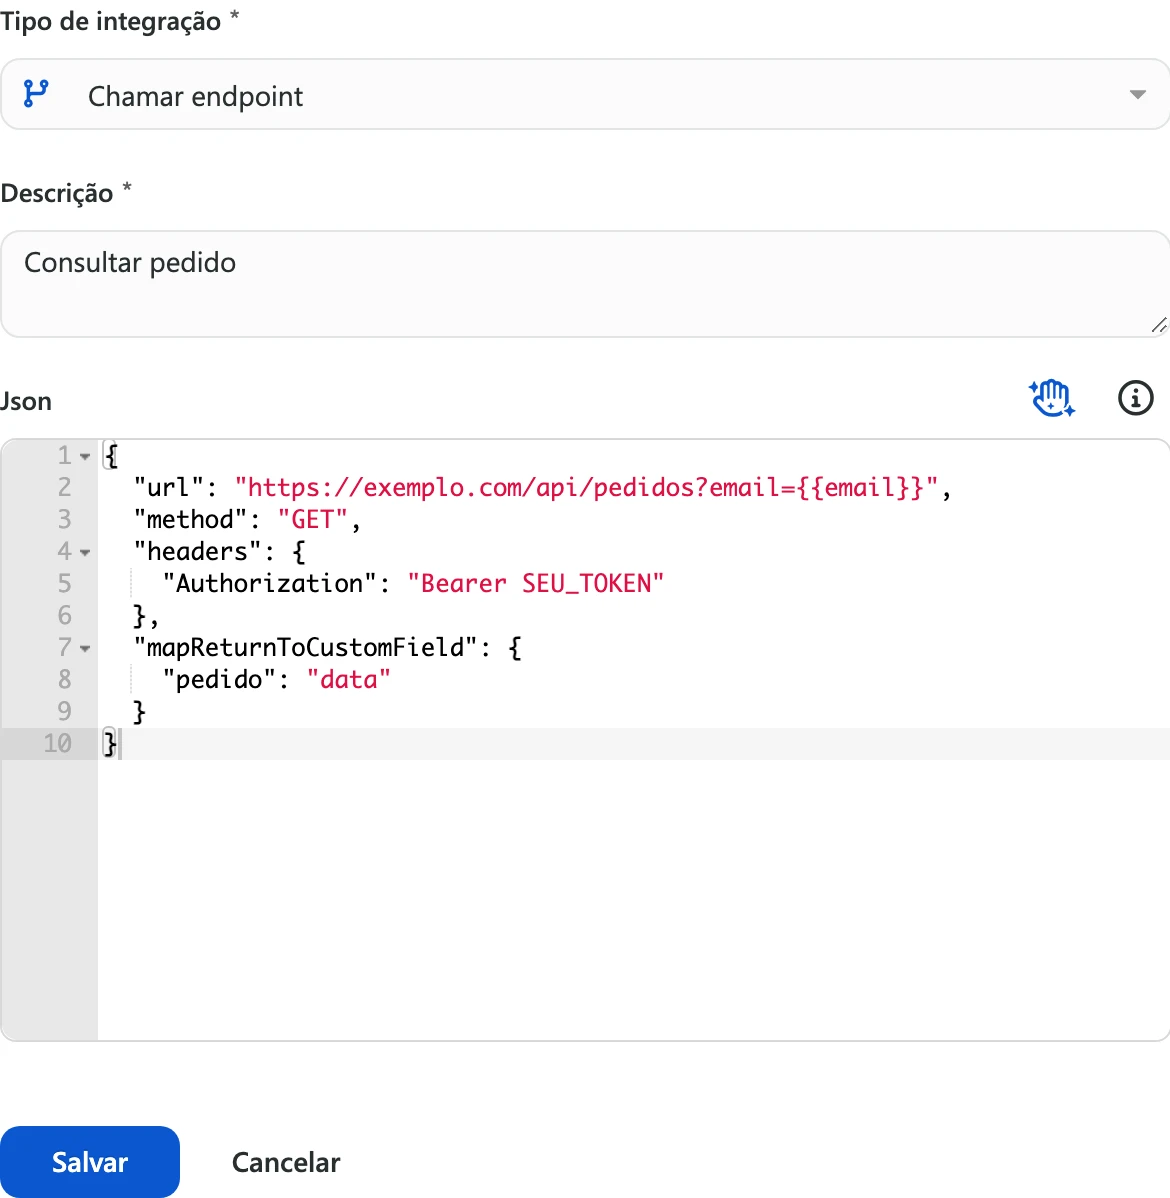 Tipo de integração *
Chamar endpoint
Descrição *
Consultar pedido
Json
1 {
2 "url": "https://exemplo.com/api/pedidos?email={{email}}",
3 "method": "GET",
4 "headers": {
5 "Authorization": "Bearer SEU_TOKEN"
6 },
7 "mapReturnToCustomField": {
8 "pedido": "data"
9 }
10 }
Salvar Cancelar